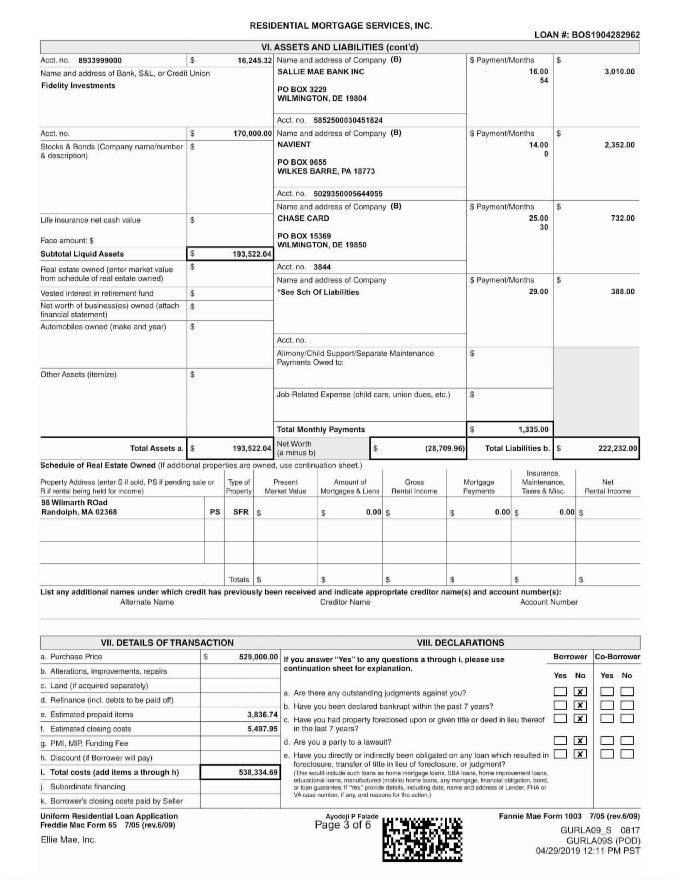 RESIDENTIAL MORTGAGE SERVICES, INC.
LOAN #: BOS1904282962
VI. ASSETS AND LIABILITIES (cont'd)
Acct. no. 8933999000 $ 16,245.32
Name and address of Bank, S&L, or Credit Union
Fidelity Investments
Acct. no. $ 170,000.00
Stocks & Bonds (Company name/number $
& description)
Life insurance net cash value $
Face amount: $
Subtotal Liquid Assets $ 193,522.04
Real estate owned (enter market value $
from schedule of real estate owned)
Vested interest in retirement fund $
Net worth of business(es) owned (attach $
financial statement)
Automobiles owned (make and year) $
Other Assets (itemize) $
Total Assets a. $ 193,522.04
Name and address of Company (B) $ Payment/Months $
SALLIE MAE BANK INC 16.00 3,010.00
54
PO BOX 3229
WILMINGTON, DE 19804
Acct. no. 5852500030451824
Name and address of Company (B) $ Payment/Months $
NAVIENT 14.00 2,352.00
0
PO BOX 9655
WILKES BARRE, PA 18773
Acct. no. 5029350005644955
Name and address of Company (B) $ Payment/Months $
CHASE CARD 25.00 732.00
30
PO BOX 15369
WILMINGTON, DE 19850
Acct. no. 3844
Name and address of Company $ Payment/Months $
*See Sch Of Liabilities 29.00 388.00
Acct. no.
Alimony/Child Support/Separate Maintenance $
Payments Owed to:
Job-Related Expense (child care, union dues, etc.) $
Total Monthly Payments $ 1,335.00
Net Worth $ (28,709.96) Total Liabilities b. $ 222,232.00
(a minus b)
Schedule of Real Estate Owned (If additional properties are owned, use continuation sheet.)
Property Address (enter S if sold, PS if pending sale or
R if rental being held for income)
Type of
Property
Present
Market Value
Amount of
Mortgages & Liens
Gross
Rental Income
Mortgage
Payments
Insurance,
Maintenance,
Taxes & Misc.
Net
Rental Income
98 Wilmarth ROad
Randolph, MA 02368 PS SFR $ $ 0.00 $ $ 0.00 $ 0.00 $
Totals $ $ $ $ $ $
List any additional names under which credit has previously been received and indicate appropriate creditor name(s) and account number(s):
Alternate Name Creditor Name Account Number
VII. DETAILS OF TRANSACTION
a. Purchase Price $ 529,000.00
b. Alterations, improvements, repairs
c. Land (if acquired separately)
d. Refinance (incl. debts to be paid off)
e. Estimated prepaid items 3,836.74
f. Estimated closing costs 5,497.95
g. PMI, MIP, Funding Fee
h. Discount (if Borrower will pay)
i. Total costs (add items a through h) 538,334.69
j. Subordinate financing
k. Borrower's closing costs paid by Seller
VIII. DECLARATIONS
If you answer "Yes" to any questions a through i, please use
continuation sheet for explanation.
Borrower Co-Borrower
Yes No Yes No
a. Are there any outstanding judgments against you? X
b. Have you been declared bankrupt within the past 7 years? X
c. Have you had property foreclosed upon or given title or deed in lieu thereof X
in the last 7 years?
d. Are you a party to a lawsuit? X
e. Have you directly or indirectly been obligated on any loan which resulted in X
foreclosure, transfer of title in lieu of foreclosure, or judgment?
(This would include such loans as home mortgage loans, SBA loans, home improvement loans,
educational loans, manufactured (mobile) home loans, any mortgage, financial obligation, bond,
or loan guarantee. If "Yes," provide details, including date, name and address of Lender, FHA or
VA case number, if any, and reasons for the action.)
Uniform Residential Loan Application
Freddie Mac Form 65 7/05 (rev.6/09)
Ellie Mae, Inc.
Ayodeji P Falade
Page 3 of 6
Fannie Mae Form 1003 7/05 (rev.6/09)
GURLA09_S 0817
GURLA09S (POD)
04/29/2019 12:11 PM PST